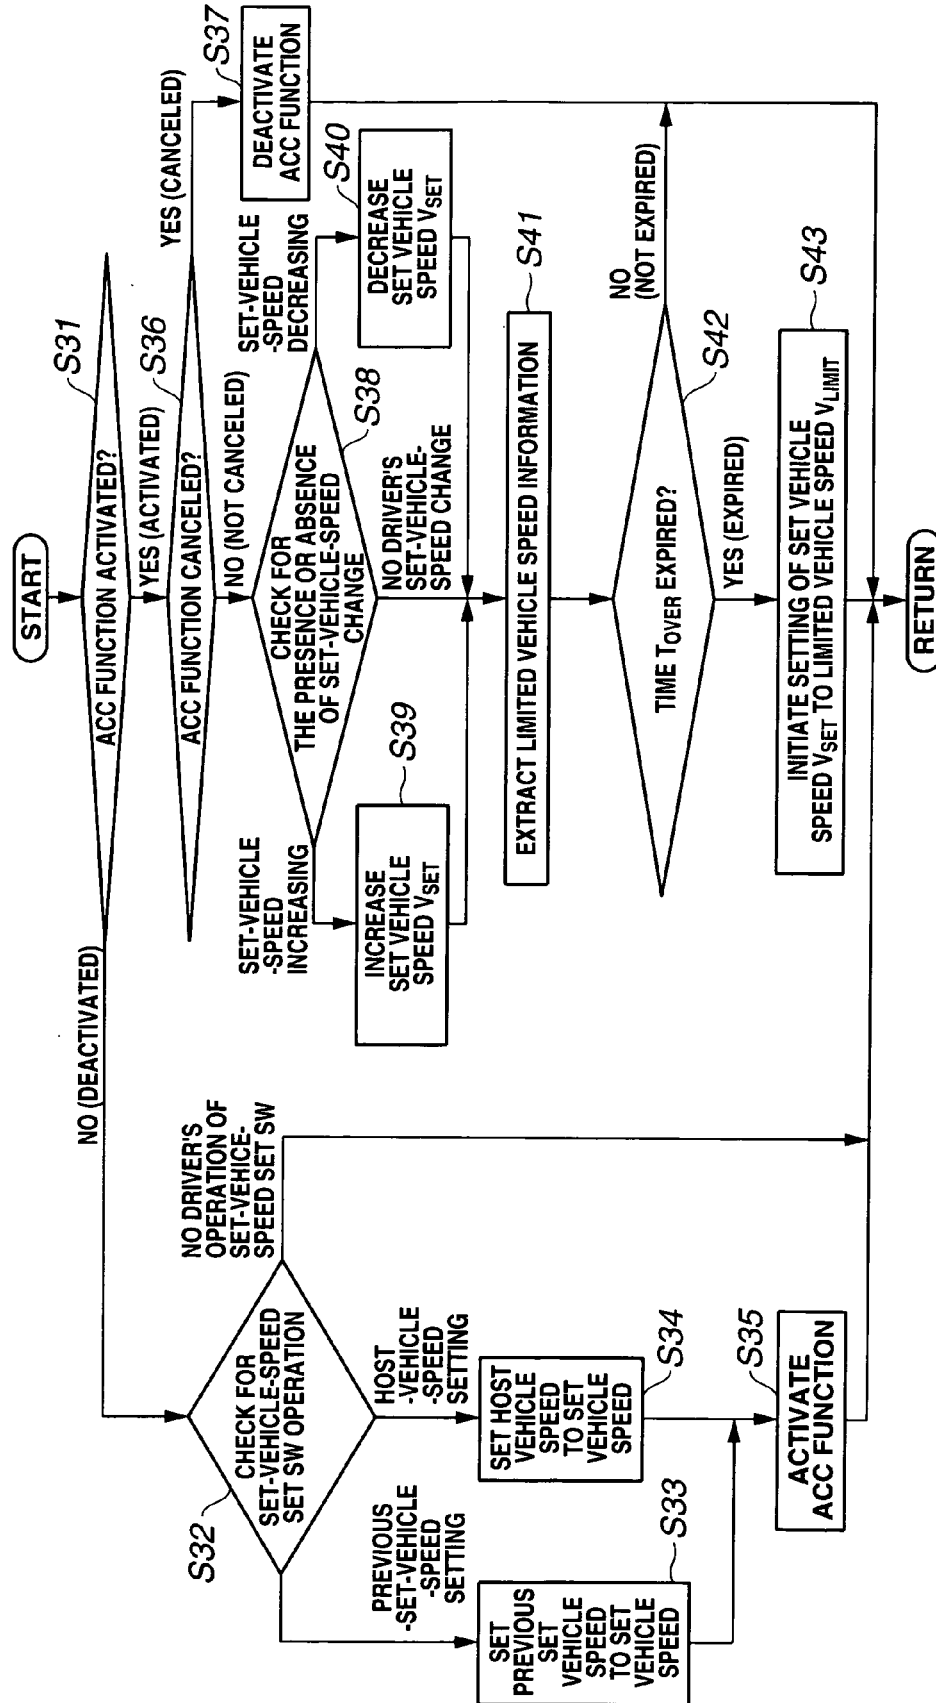 START
S31
ACC FUNCTION ACTIVATED?
NO (DEACTIVATED)
YES (ACTIVATED)
S32
CHECK FOR
SET-VEHICLE-SPEED
SET SW OPERATION
NO DRIVER'S
OPERATION OF
SET-VEHICE-
SPEED SET SW
PREVIOUS
-SET-VEHICLE
-SPEED
SETTING
HOST
-VEHICLE
-SPEED
SETTING
S33
SET
PREVIOUS
SET
VEHICLE
SPEED
TO SET
VEHICLE
SPEED
S34
SET HOST
VEHICLE
SPEED
TO SET
VEHICLE
SPEED
S35
ACTIVATE
ACC FUNCTION
S36
ACC FUNCTION CANCELED?
YES (CANCELED)
NO (NOT CANCELED)
S37
DEACTIVATE
ACC FUNCTION
S38
CHECK FOR
THE PRESENCE OR ABSENCE
OF SET-VEHICLE-SPEED
CHANGE
SET-VEHICLE
-SPEED
INCREASING
SET-VEHICLE
-SPEED
DECREASING
NO DRIVER'S
SET-VEHICLE-
SPEED CHANGE
S39
INCREASE
SET VEHICLE
SPEED VSET
S40
DECREASE
SET VEHICLE
SPEED VSET
S41
EXTRACT LIMITED VEHICLE SPEED INFORMATION
S42
TIME TOVER EXPIRED?
NO
(NOT EXPIRED)
YES (EXPIRED)
S43
INITIATE SETTING OF SET VEHICLE
SPEED VSET TO LIMITED VEHICLE SPEED VLIMIT
RETURN